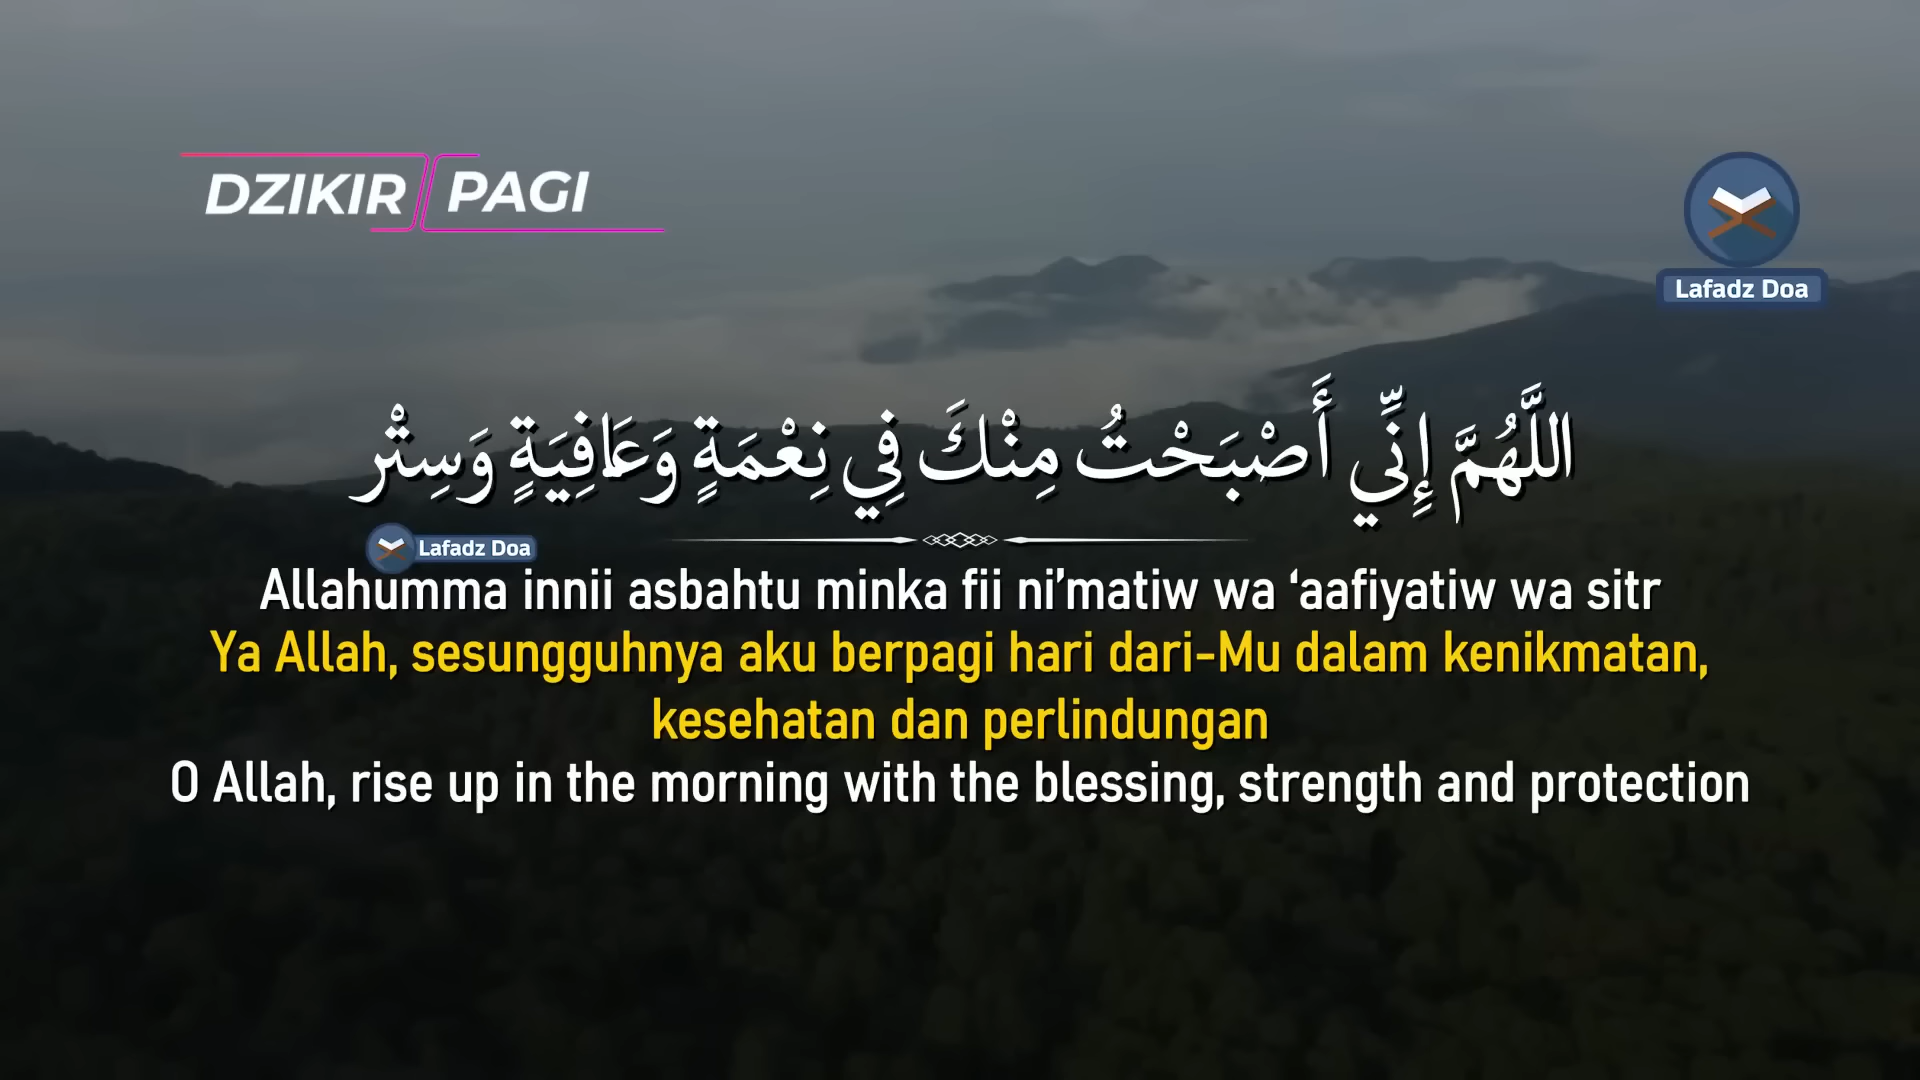 DZIKIR PAGI
Lafadz Doa
اللَّهُمَّ إِنِّي أَصْبَحْتُ مِنْكَ فِي نِعْمَةٍ وَعَافِيَةٍ وَسِتْرٍ
Lafadz Doa
Allahumma innii asbahtu minka fii ni’matiw wa ‘aafiyatiw wa sitr
Ya Allah, sesungguhnya aku berpagi hari dari-Mu dalam kenikmatan,
kesehatan dan perlindungan
O Allah, rise up in the morning with the blessing, strength and protection